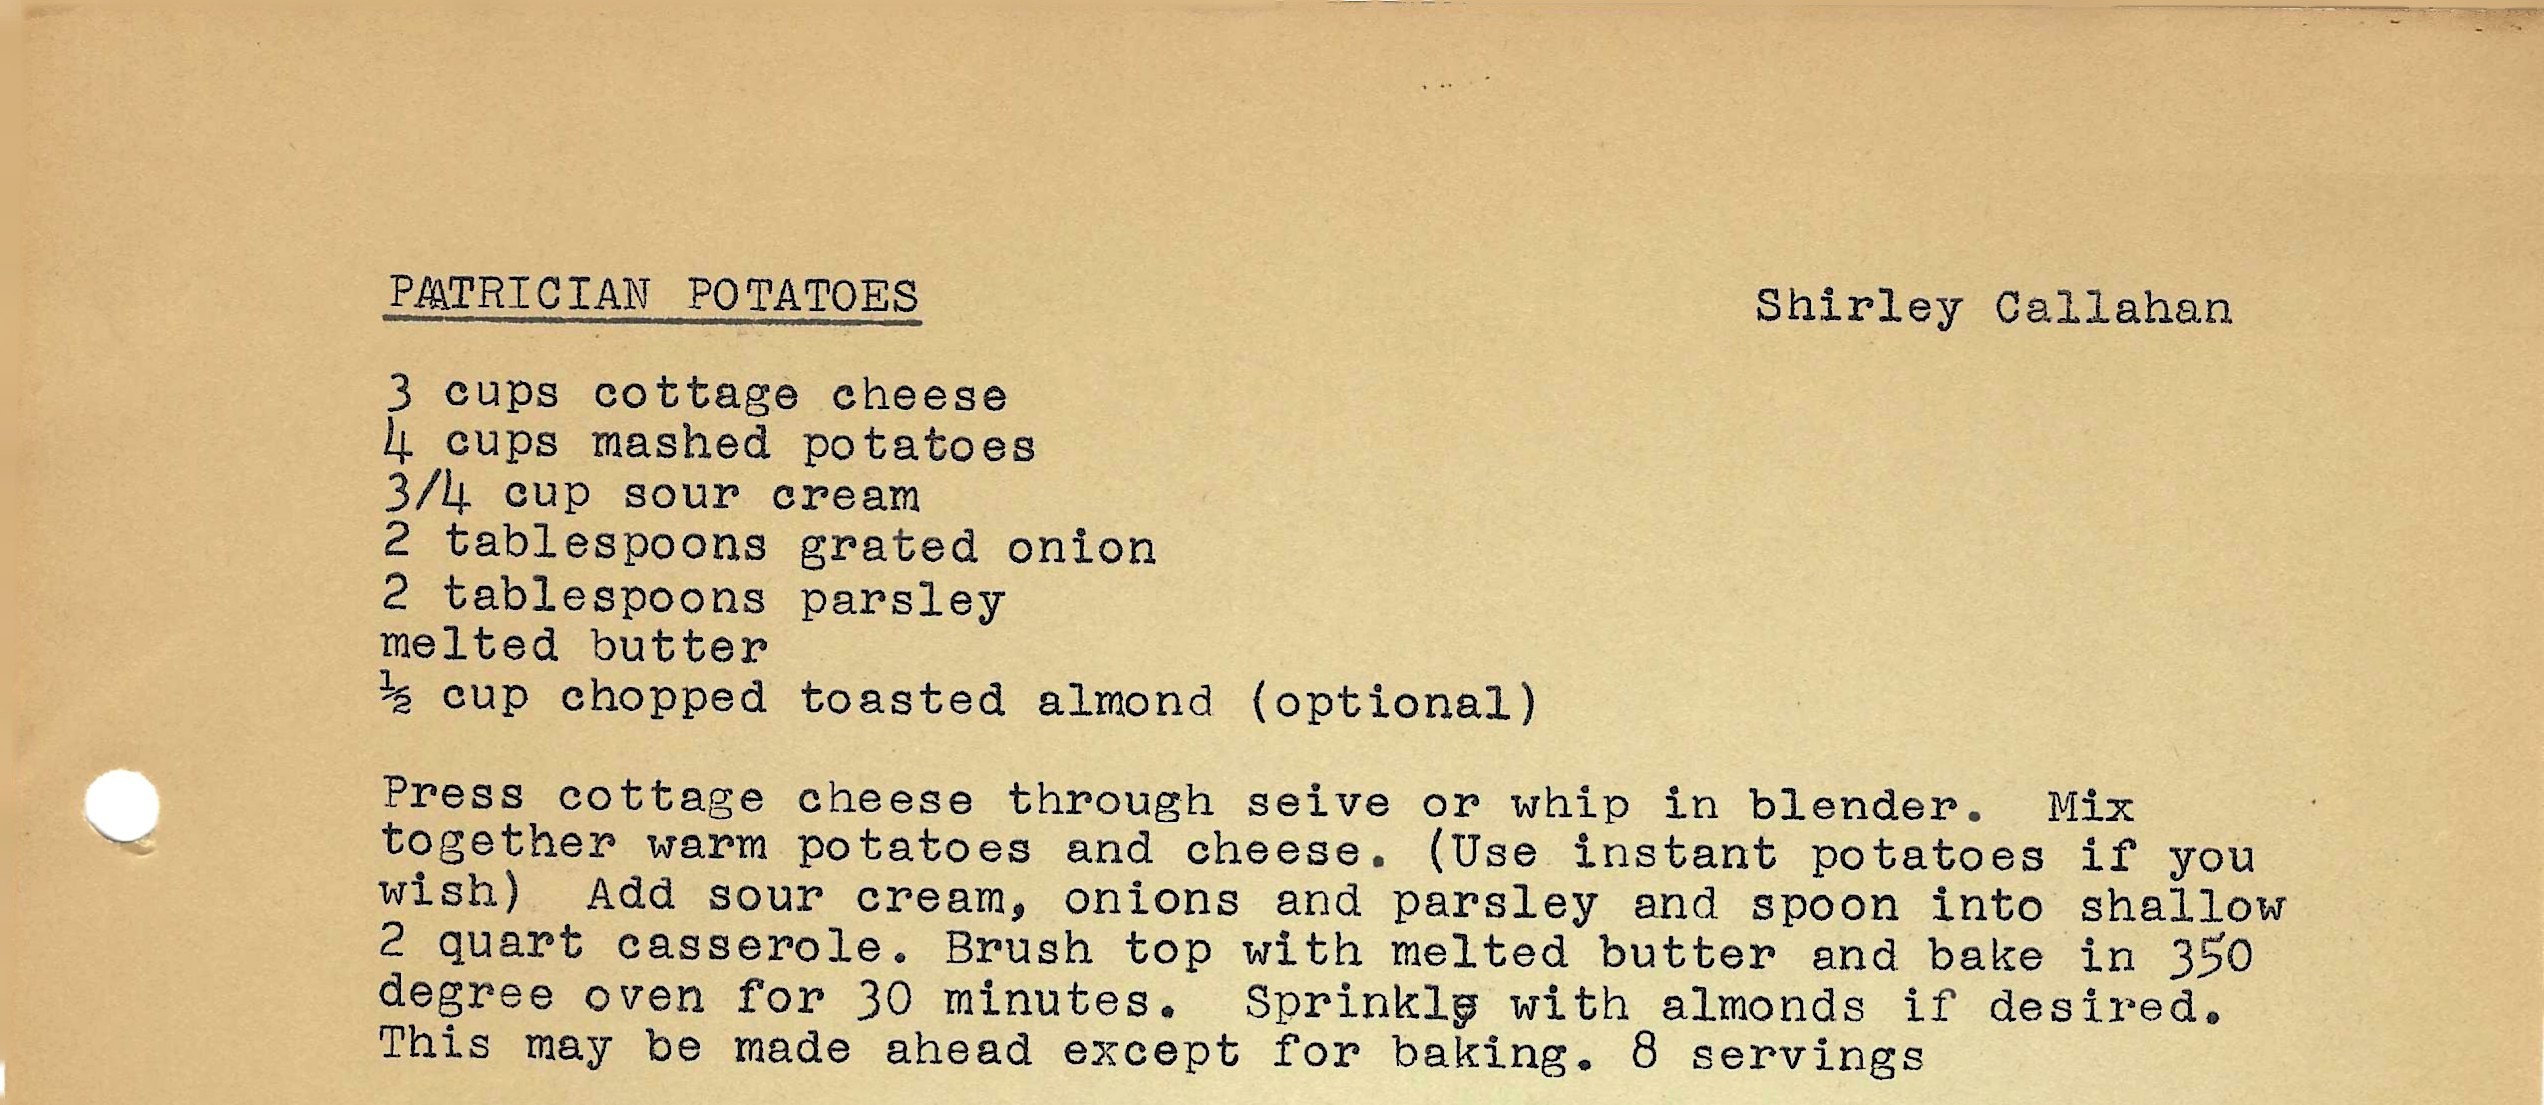 PATRICIAN POTATOES
Shirley Callahan
3 cups cottage cheese
4 cups mashed potatoes
3/4 cup sour cream
2 tablespoons grated onion
2 tablespoons parsley
melted butter
½ cup chopped toasted almond (optional)
Press cottage cheese through seive or whip in blender. Mix
together warm potatoes and cheese. (Use instant potatoes if you
wish) Add sour cream, onions and parsley and spoon into shallow
2 quart casserole. Brush top with melted butter and bake in 350
degree oven for 30 minutes. Sprinkle with almonds if desired.
This may be made ahead except for baking. 8 servings